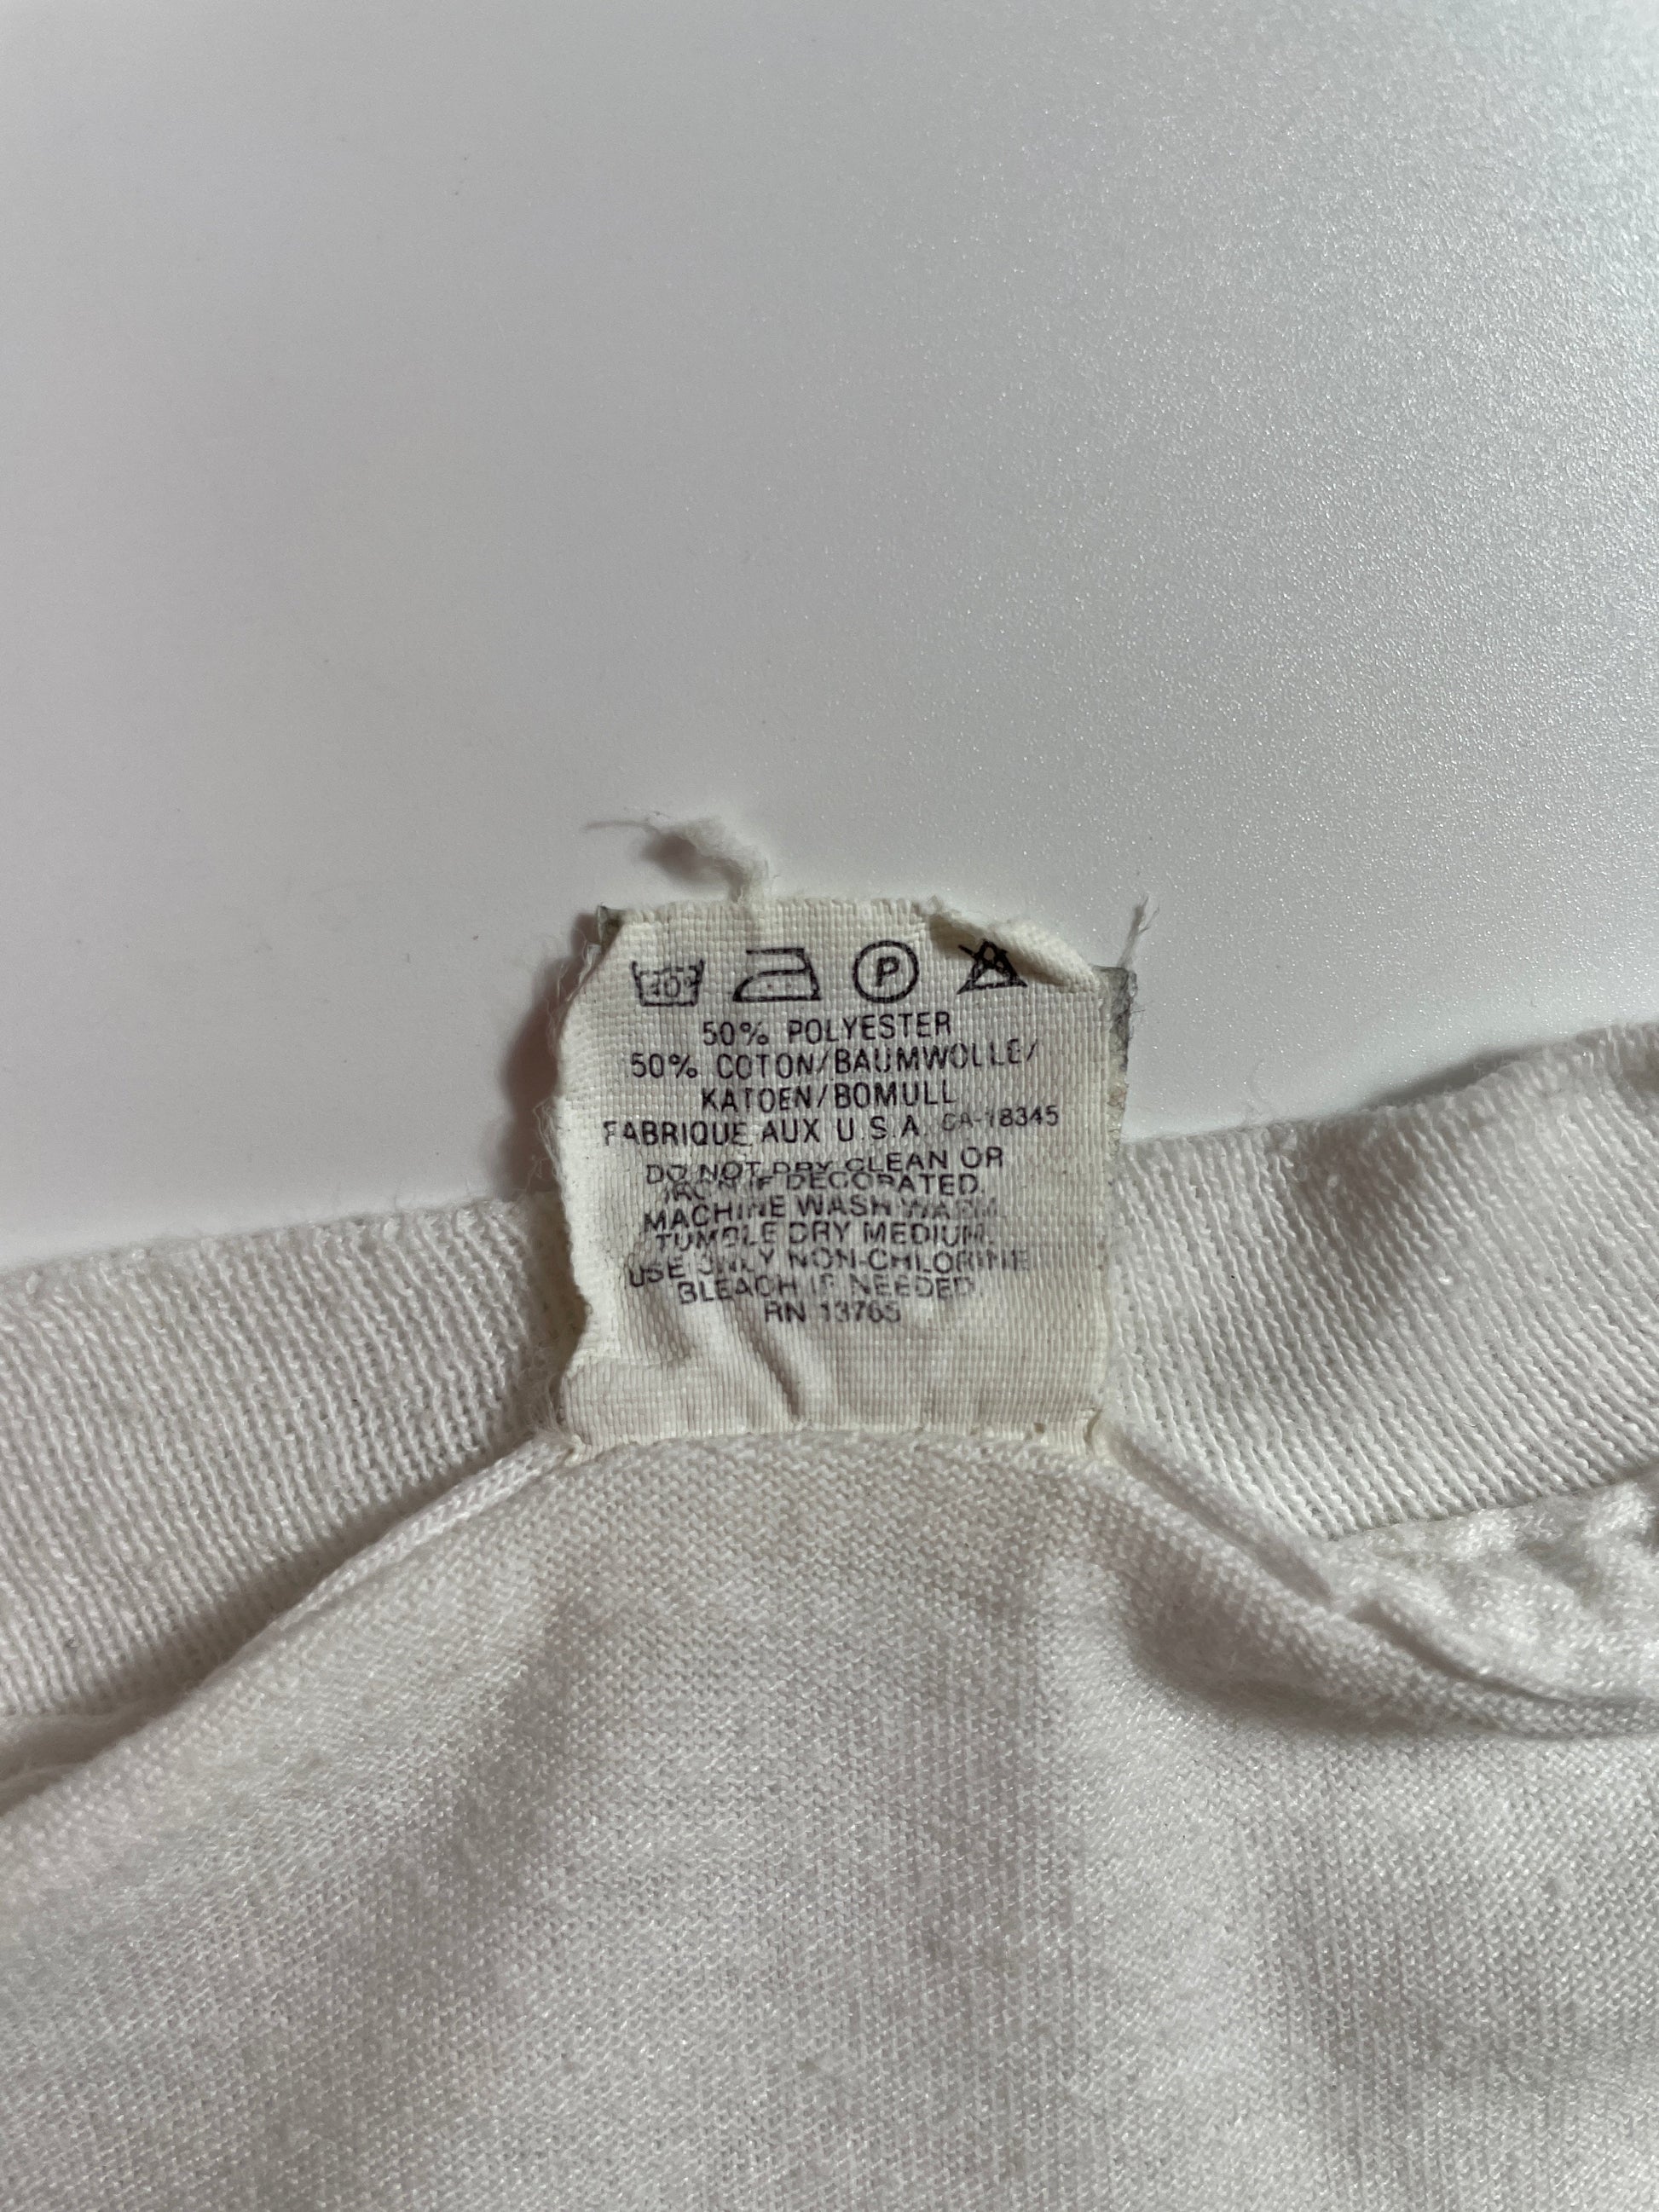 40° P
50% POLYESTER
50% COTON/BAUMWOLLE/
KATOEN/BOMULL
FABRIQUE AUX U.S.A. CA-18345
DO NOT DRY CLEAN OR
IRON IF DECORATED.
MACHINE WASH WARM
TUMBLE DRY MEDIUM.
USE ONLY NON-CHLORINE
BLEACH IF NEEDED.
RN 13765